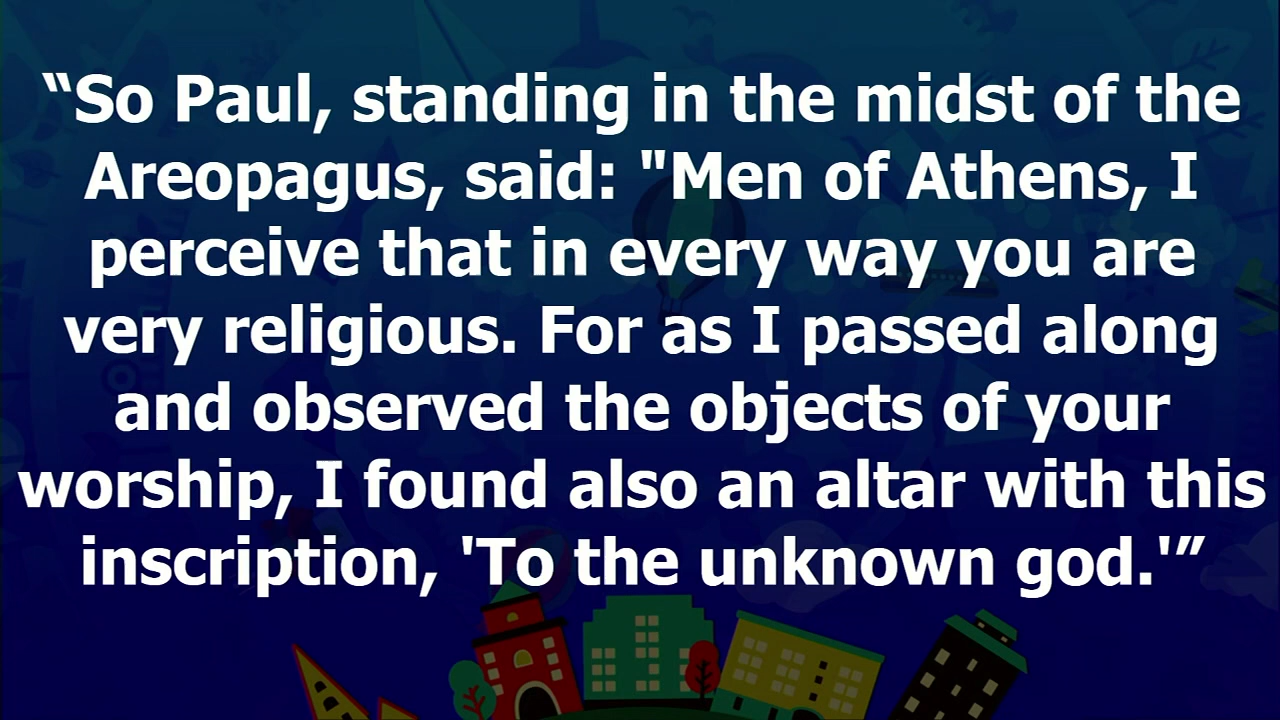 “So Paul, standing in the midst of the
Areopagus, said: "Men of Athens, I
perceive that in every way you are
very religious. For as I passed along
and observed the objects of your
worship, I found also an altar with this
inscription, 'To the unknown god.'”